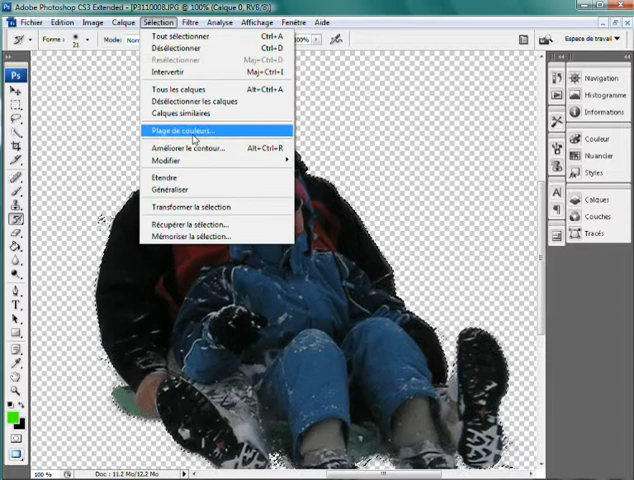 Adobe Photoshop CS3 Extended - [P3110008.JPG @ 100% (Calque 0, RVB/8)]
Fichier Edition Image Calque Sélection Filtre Analyse Affichage Fenêtre Aide
Forme : 21 Mode : 100% Espace de travail
Tout sélectionner Ctrl+A
Désélectionner Ctrl+D
Resélectionner Maj+Ctrl+D
Intervertir Maj+Ctrl+I
Tous les calques Alt+Ctrl+A
Désélectionner les calques
Calques similaires
Plage de couleurs...
Améliorer le contour... Alt+Ctrl+R
Modifier
Etendre
Généraliser
Transformer la sélection
Récupérer la sélection...
Mémoriser la sélection...
Ps
Navigation
Histogramme
Informations
Couleur
Nuancier
Styles
Calques
Couches
Tracés
100 % Doc : 11,2 Mo/12,2 Mo